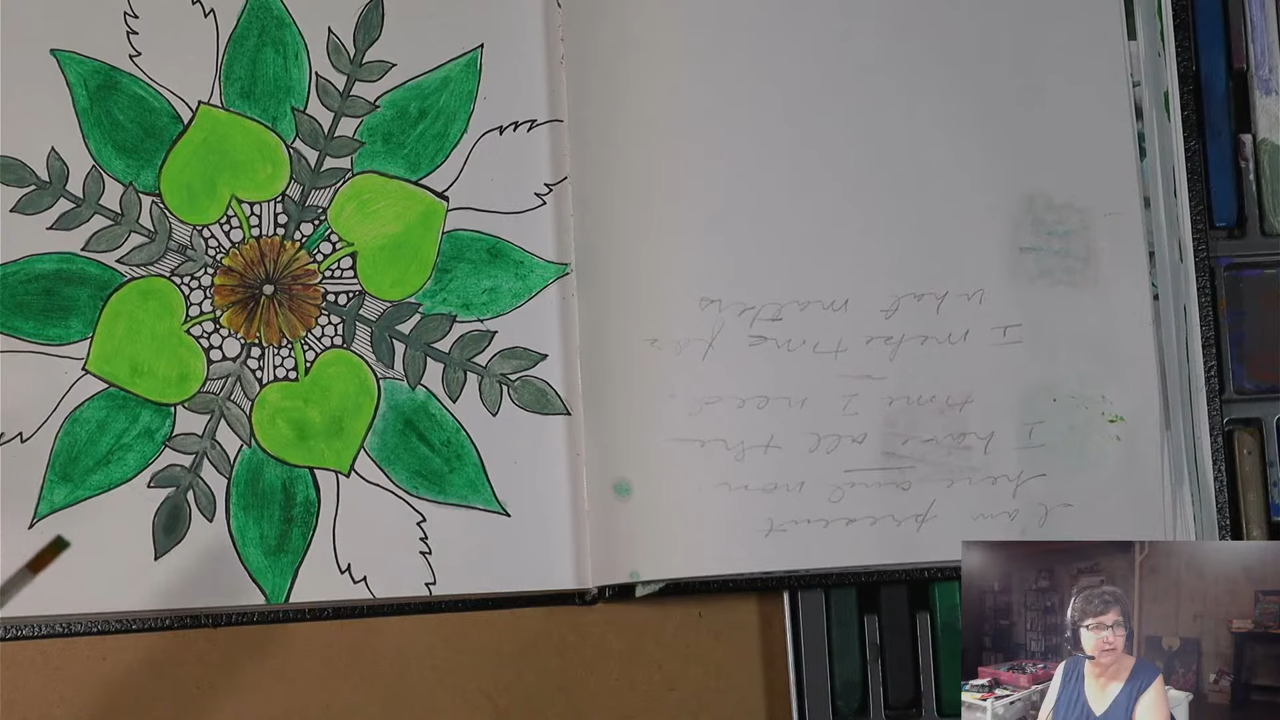 I am present
here and now.
I have all the
time I need.
I make time for
what matters